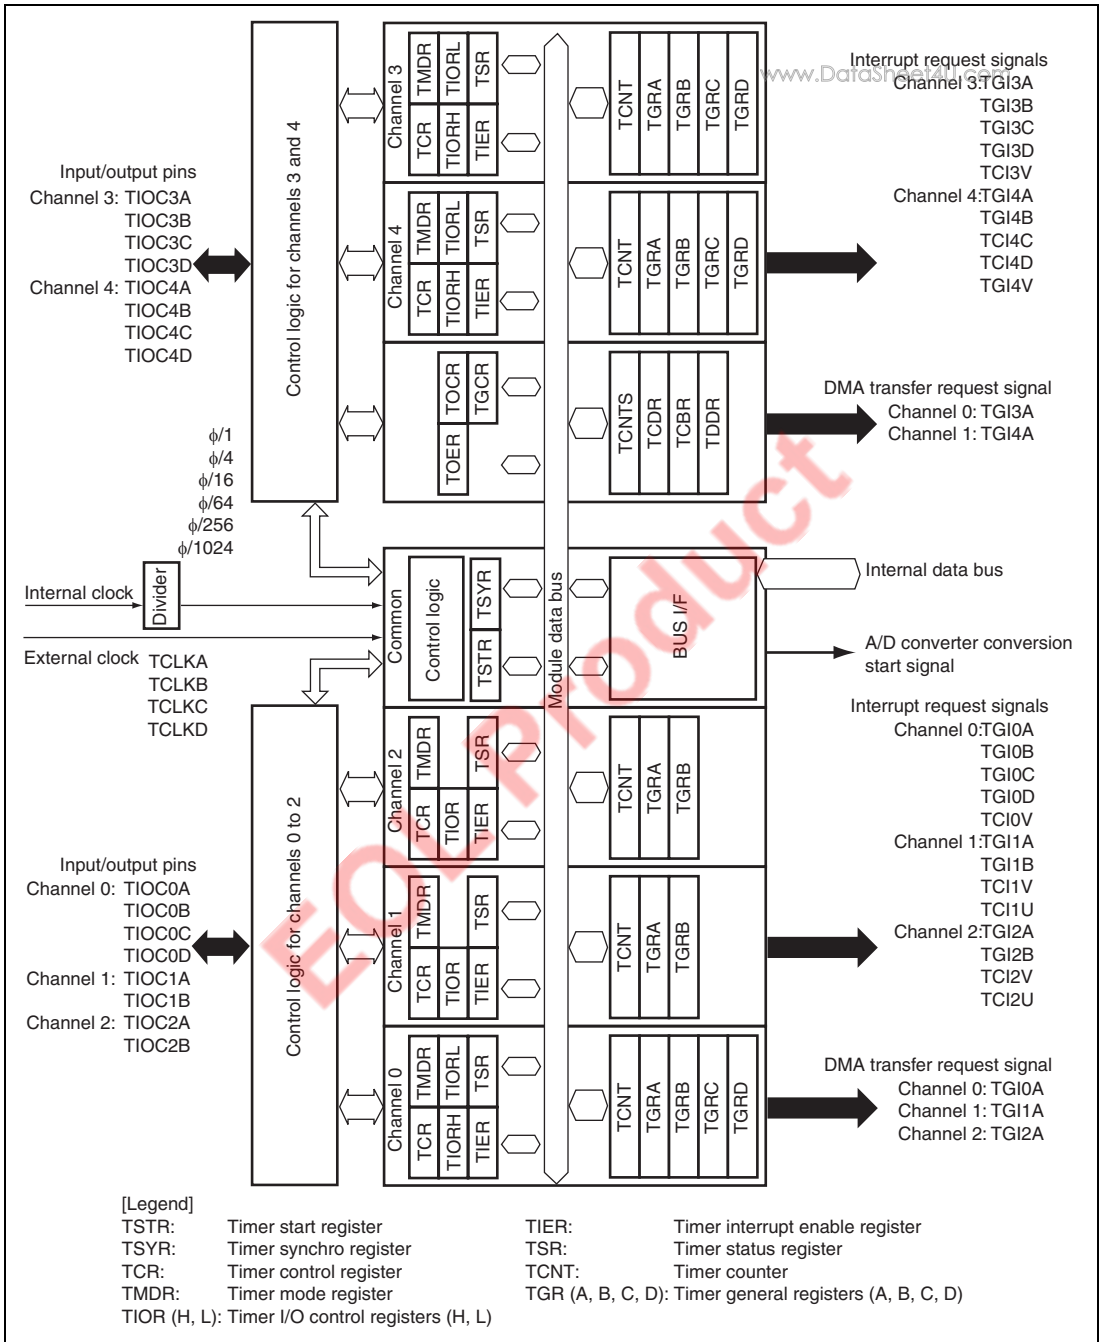 www.DataSheet4U.com
Interrupt request signals
Channel 3:TGI3A
TGI3B
TGI3C
TGI3D
TCI3V
Channel 4:TGI4A
TGI4B
TCI4C
TCI4D
TGI4V
Input/output pins
Channel 3: TIOC3A
TIOC3B
TIOC3C
TIOC3D
Channel 4: TIOC4A
TIOC4B
TIOC4C
TIOC4D
Control logic for channels 3 and 4
Channel 3
TMDR TIORL TSR
TCR TIORH TIER
TCNT TGRA TGRB TGRC TGRD
Channel 4
TMDR TIORL TSR
TCR TIORH TIER
TCNT TGRA TGRB TGRC TGRD
TOCR TGCR
TOER
TCNTS TCDR TCBR TDDR
DMA transfer request signal
Channel 0: TGI3A
Channel 1: TGI4A
ϕ/1
ϕ/4
ϕ/16
ϕ/64
ϕ/256
ϕ/1024
Internal clock
Divider
External clock
TCLKA
TCLKB
TCLKC
TCLKD
Common
Control logic
TSYR
TSTR
Module data bus
BUS I/F
Internal data bus
A/D converter conversion
start signal
Interrupt request signals
Channel 0:TGI0A
TGI0B
TGI0C
TGI0D
TCI0V
Channel 1:TGI1A
TGI1B
TCI1V
TCI1U
Channel 2:TGI2A
TGI2B
TCI2V
TCI2U
Input/output pins
Channel 0: TIOC0A
TIOC0B
TIOC0C
TIOC0D
Channel 1: TIOC1A
TIOC1B
Channel 2: TIOC2A
TIOC2B
Control logic for channels 0 to 2
Channel 2
TMDR TSR
TCR TIOR TIER
TCNT TGRA TGRB
Channel 1
TMDR TSR
TCR TIOR TIER
TCNT TGRA TGRB
Channel 0
TMDR TIORL TSR
TCR TIORH TIER
TCNT TGRA TGRB TGRC TGRD
DMA transfer request signal
Channel 0: TGI0A
Channel 1: TGI1A
Channel 2: TGI2A
EOL Product
[Legend]
TSTR: Timer start register
TSYR: Timer synchro register
TCR: Timer control register
TMDR: Timer mode register
TIOR (H, L): Timer I/O control registers (H, L)
TIER: Timer interrupt enable register
TSR: Timer status register
TCNT: Timer counter
TGR (A, B, C, D): Timer general registers (A, B, C, D)